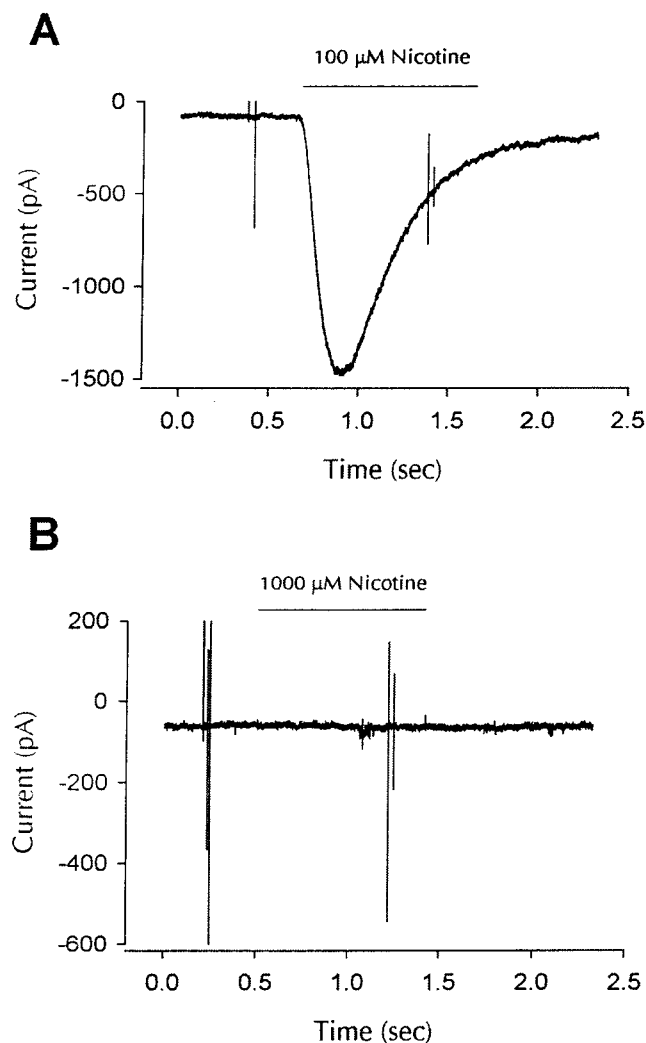 A
100 μM Nicotine
0
-500
-1000
-1500
Current (pA)
0.0 0.5 1.0 1.5 2.0 2.5
Time (sec)
B
1000 μM Nicotine
200
0
-200
-400
-600
Current (pA)
0.0 0.5 1.0 1.5 2.0 2.5
Time (sec)